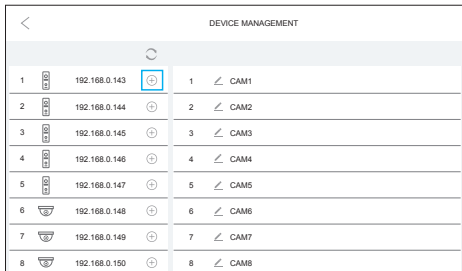 DEVICE MANAGEMENT
1 192.168.0.143 1 CAM1
2 192.168.0.144 2 CAM2
3 192.168.0.145 3 CAM3
4 192.168.0.146 4 CAM4
5 192.168.0.147 5 CAM5
6 192.168.0.148 6 CAM6
7 192.168.0.149 7 CAM7
8 192.168.0.150 8 CAM8